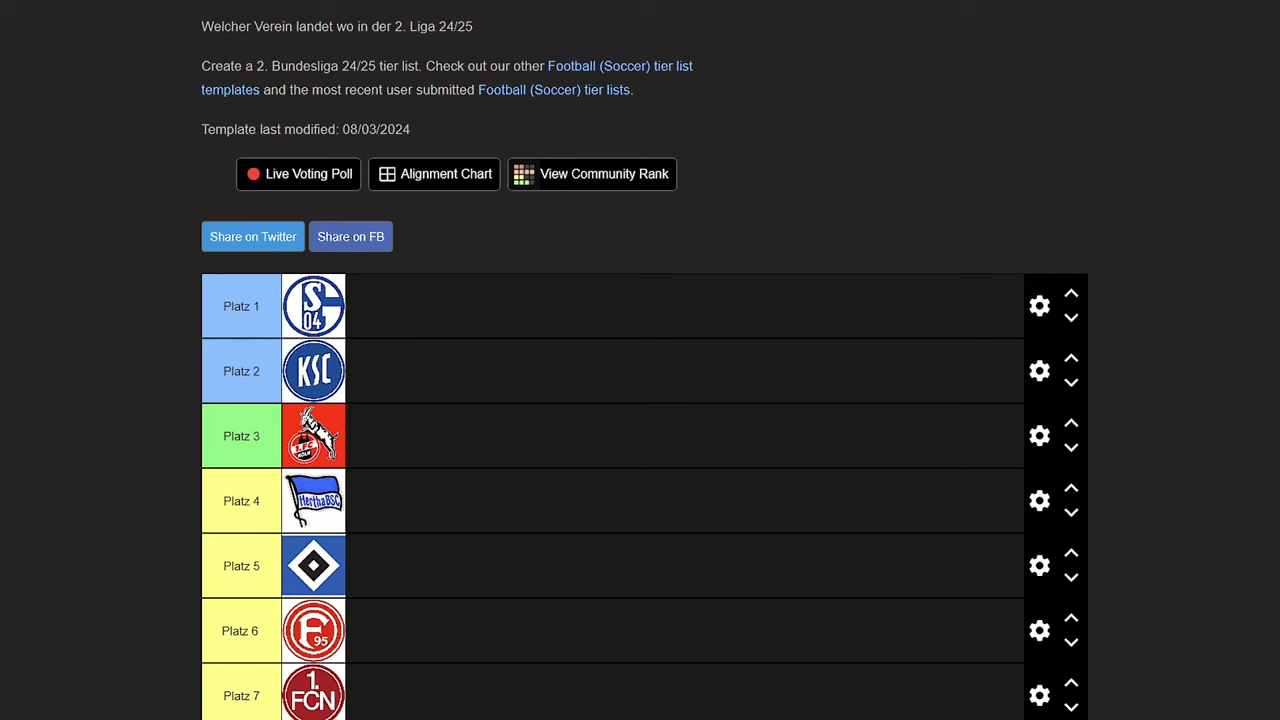 Welcher Verein landet wo in der 2. Liga 24/25
Create a 2. Bundesliga 24/25 tier list. Check out our other Football (Soccer) tier list
templates and the most recent user submitted Football (Soccer) tier lists.
Template last modified: 08/03/2024
Live Voting Poll
Alignment Chart
View Community Rank
Share on Twitter
Share on FB
Platz 1
S
04
Platz 2
KSC
Platz 3
1.FC
KÖLN
Platz 4
Hertha BSC
Platz 5
Platz 6
F
95
Platz 7
1.
FCN